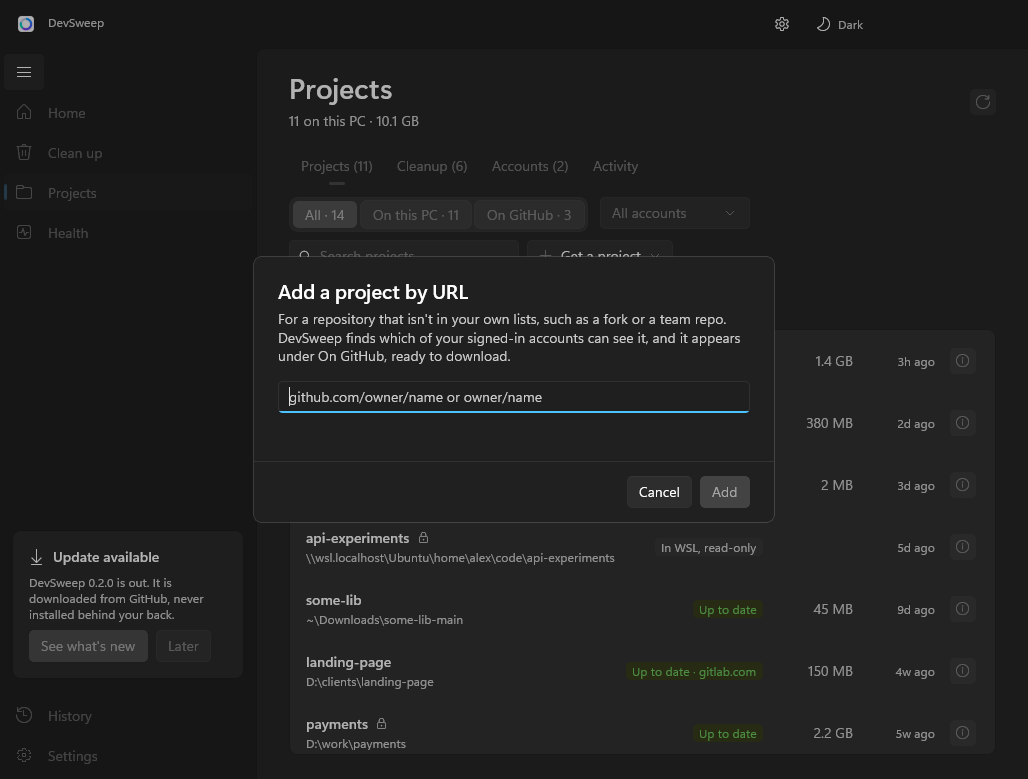 DevSweep
Dark
Home
Clean up
Projects
Health
Projects
11 on this PC · 10.1 GB
Projects (11) Cleanup (6) Accounts (2) Activity
All · 14 On this PC · 11 On GitHub · 3 All accounts
Search projects Get a project
Add a project by URL
For a repository that isn't in your own lists, such as a fork or a team repo.
DevSweep finds which of your signed-in accounts can see it, and it appears
under On GitHub, ready to download.
github.com/owner/name or owner/name
Cancel Add
1.4 GB 3h ago
380 MB 2d ago
2 MB 3d ago
api-experiments
\\wsl.localhost\Ubuntu\home\alex\code\api-experiments
In WSL, read-only 5d ago
some-lib
~\Downloads\some-lib-main
Up to date 45 MB 9d ago
landing-page
D:\clients\landing-page
Up to date · gitlab.com 150 MB 4w ago
payments
D:\work\payments
Up to date 2.2 GB 5w ago
Update available
DevSweep 0.2.0 is out. It is
downloaded from GitHub, never
installed behind your back.
See what's new Later
History
Settings